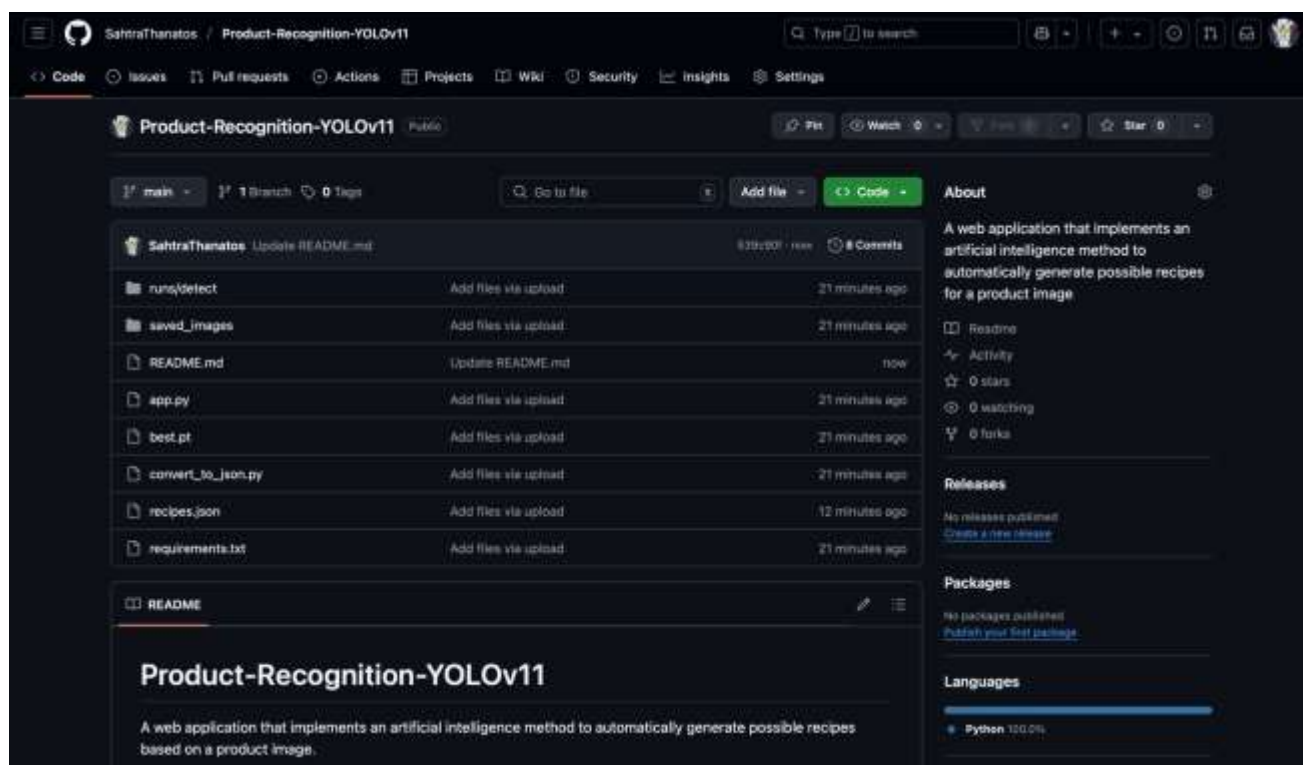 SahtraThanatos / Product-Recognition-YOLOv11
Type / to search
Code Issues Pull requests Actions Projects Wiki Security Insights Settings
Product-Recognition-YOLOv11 Public
Pin Watch 0 Star 0
main 1 Branch 0 Tags
Go to file t Add file Code
SahtraThanatos Update README.md now 8 Commits
runs/detect Add files via upload 21 minutes ago
saved_images Add files via upload 21 minutes ago
README.md Update README.md now
app.py Add files via upload 21 minutes ago
best.pt Add files via upload 21 minutes ago
convert_to_json.py Add files via upload 21 minutes ago
recipes.json Add files via upload 12 minutes ago
requirements.txt Add files via upload 21 minutes ago
README
Product-Recognition-YOLOv11
A web application that implements an artificial intelligence method to automatically generate possible recipes
based on a product image.
About
A web application that implements an
artificial intelligence method to
automatically generate possible recipes
for a product image
Readme
Activity
0 stars
0 watching
0 forks
Releases
No releases published
Create a new release
Packages
No packages published
Publish your first package
Languages
Python 100.0%